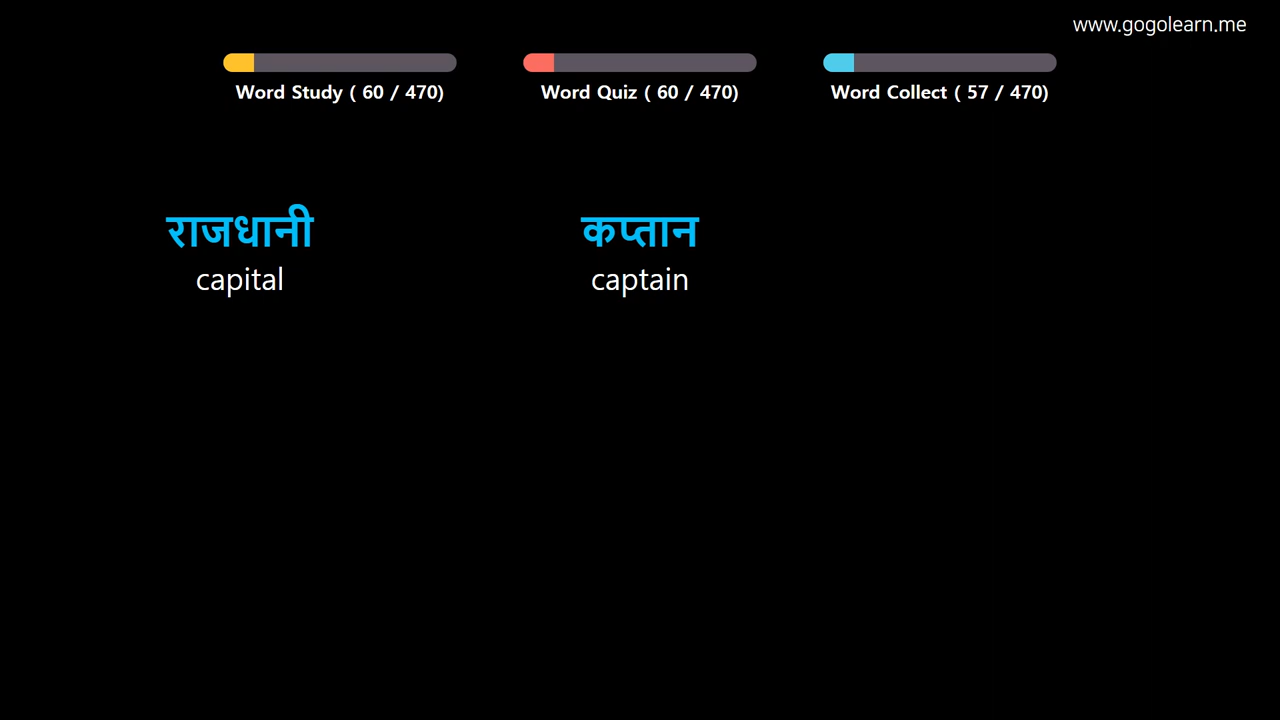 www.gogolearn.me
Word Study ( 60 / 470)
Word Quiz ( 60 / 470)
Word Collect ( 57 / 470)
राजधानी
capital
कप्तान
captain